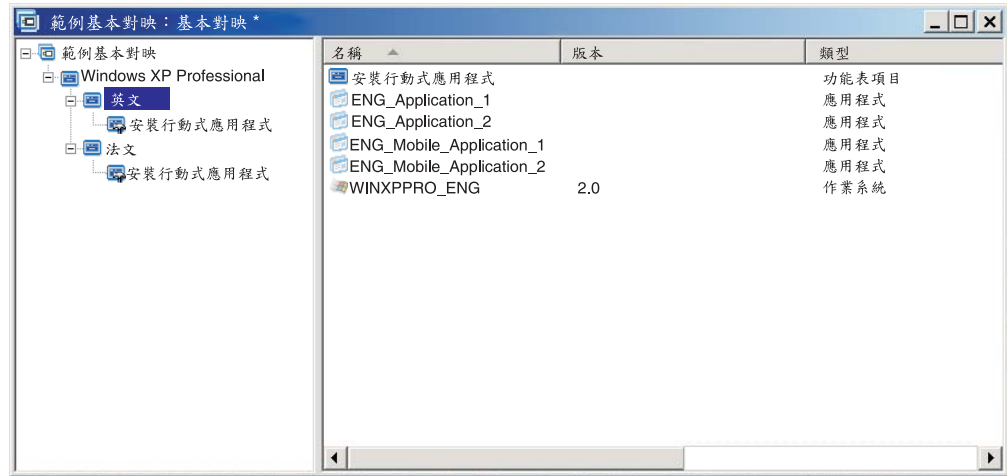 範例基本對映：基本對映 *
範例基本對映
Windows XP Professional
英文
安裝行動式應用程式
法文
安裝行動式應用程式
名稱 版本 類型
安裝行動式應用程式 功能表項目
ENG_Application_1 應用程式
ENG_Application_2 應用程式
ENG_Mobile_Application_1 應用程式
ENG_Mobile_Application_2 應用程式
WINXPPRO_ENG 2.0 作業系統